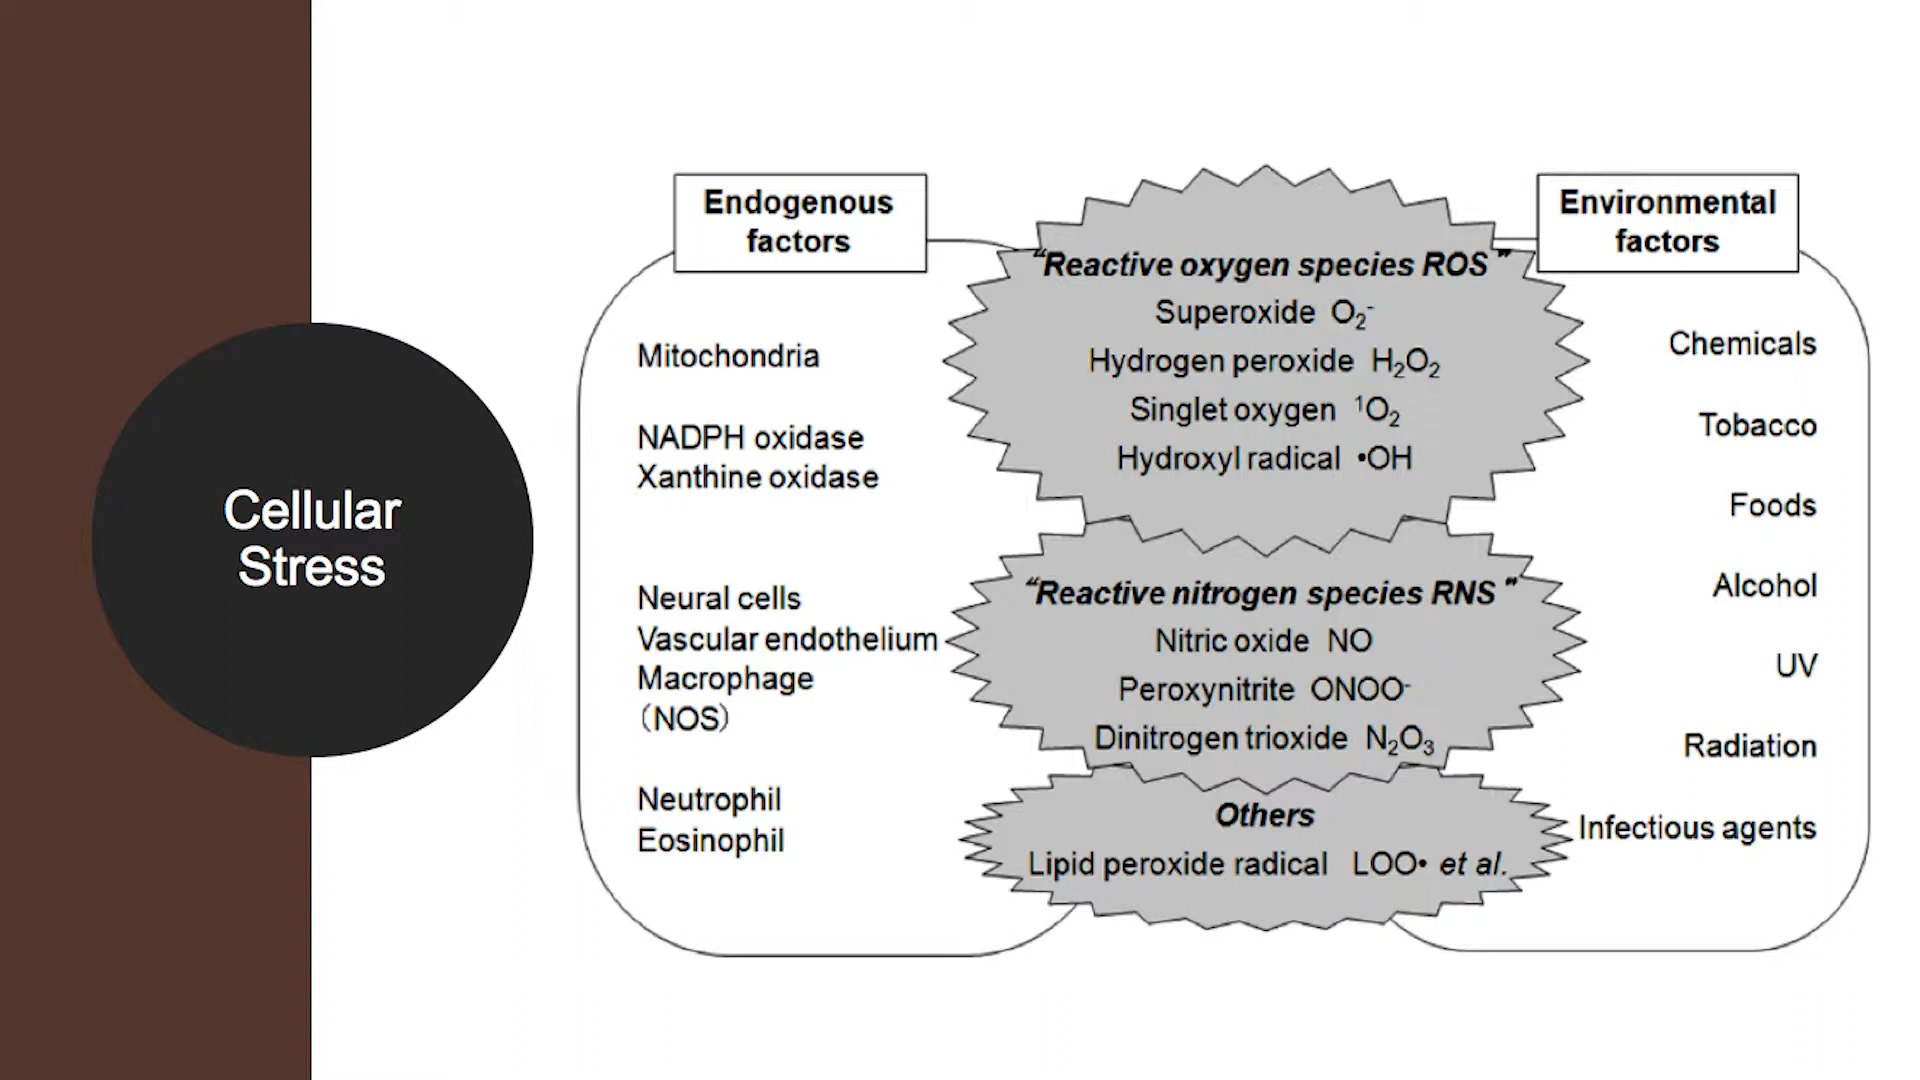 Cellular
Stress
Endogenous
factors
Mitochondria
NADPH oxidase
Xanthine oxidase
Neural cells
Vascular endothelium
Macrophage
(NOS)
Neutrophil
Eosinophil
“Reactive oxygen species ROS”
Superoxide O₂⁻
Hydrogen peroxide H₂O₂
Singlet oxygen ¹O₂
Hydroxyl radical •OH
“Reactive nitrogen species RNS”
Nitric oxide NO
Peroxynitrite ONOO⁻
Dinitrogen trioxide N₂O₃
Others
Lipid peroxide radical LOO• et al.
Environmental
factors
Chemicals
Tobacco
Foods
Alcohol
UV
Radiation
Infectious agents